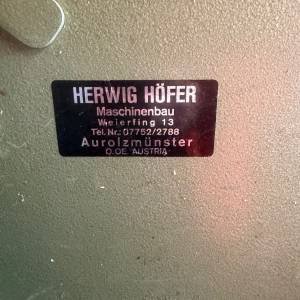 HERWIG HÖFER
Maschinenbau
Weierfing 13
Tel. Nr.: 07752/2788
Aurolzmünster
O.OE. AUSTRIA